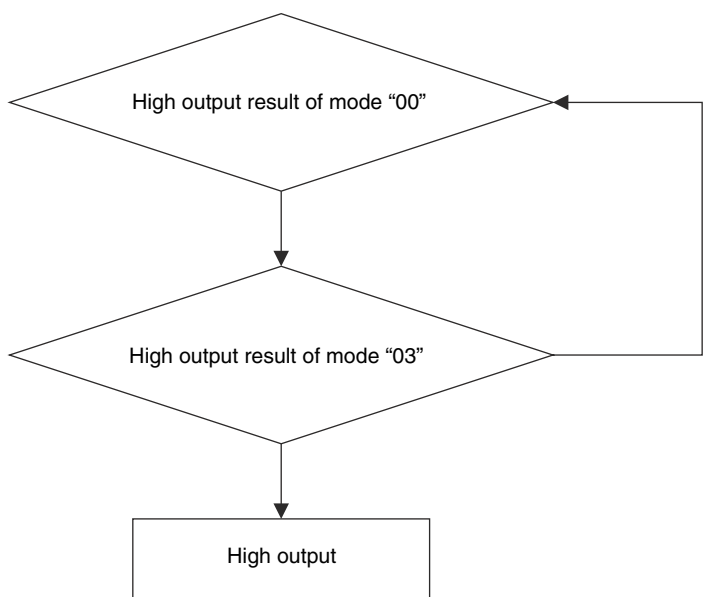 High output result of mode “00”
High output result of mode “03”
High output